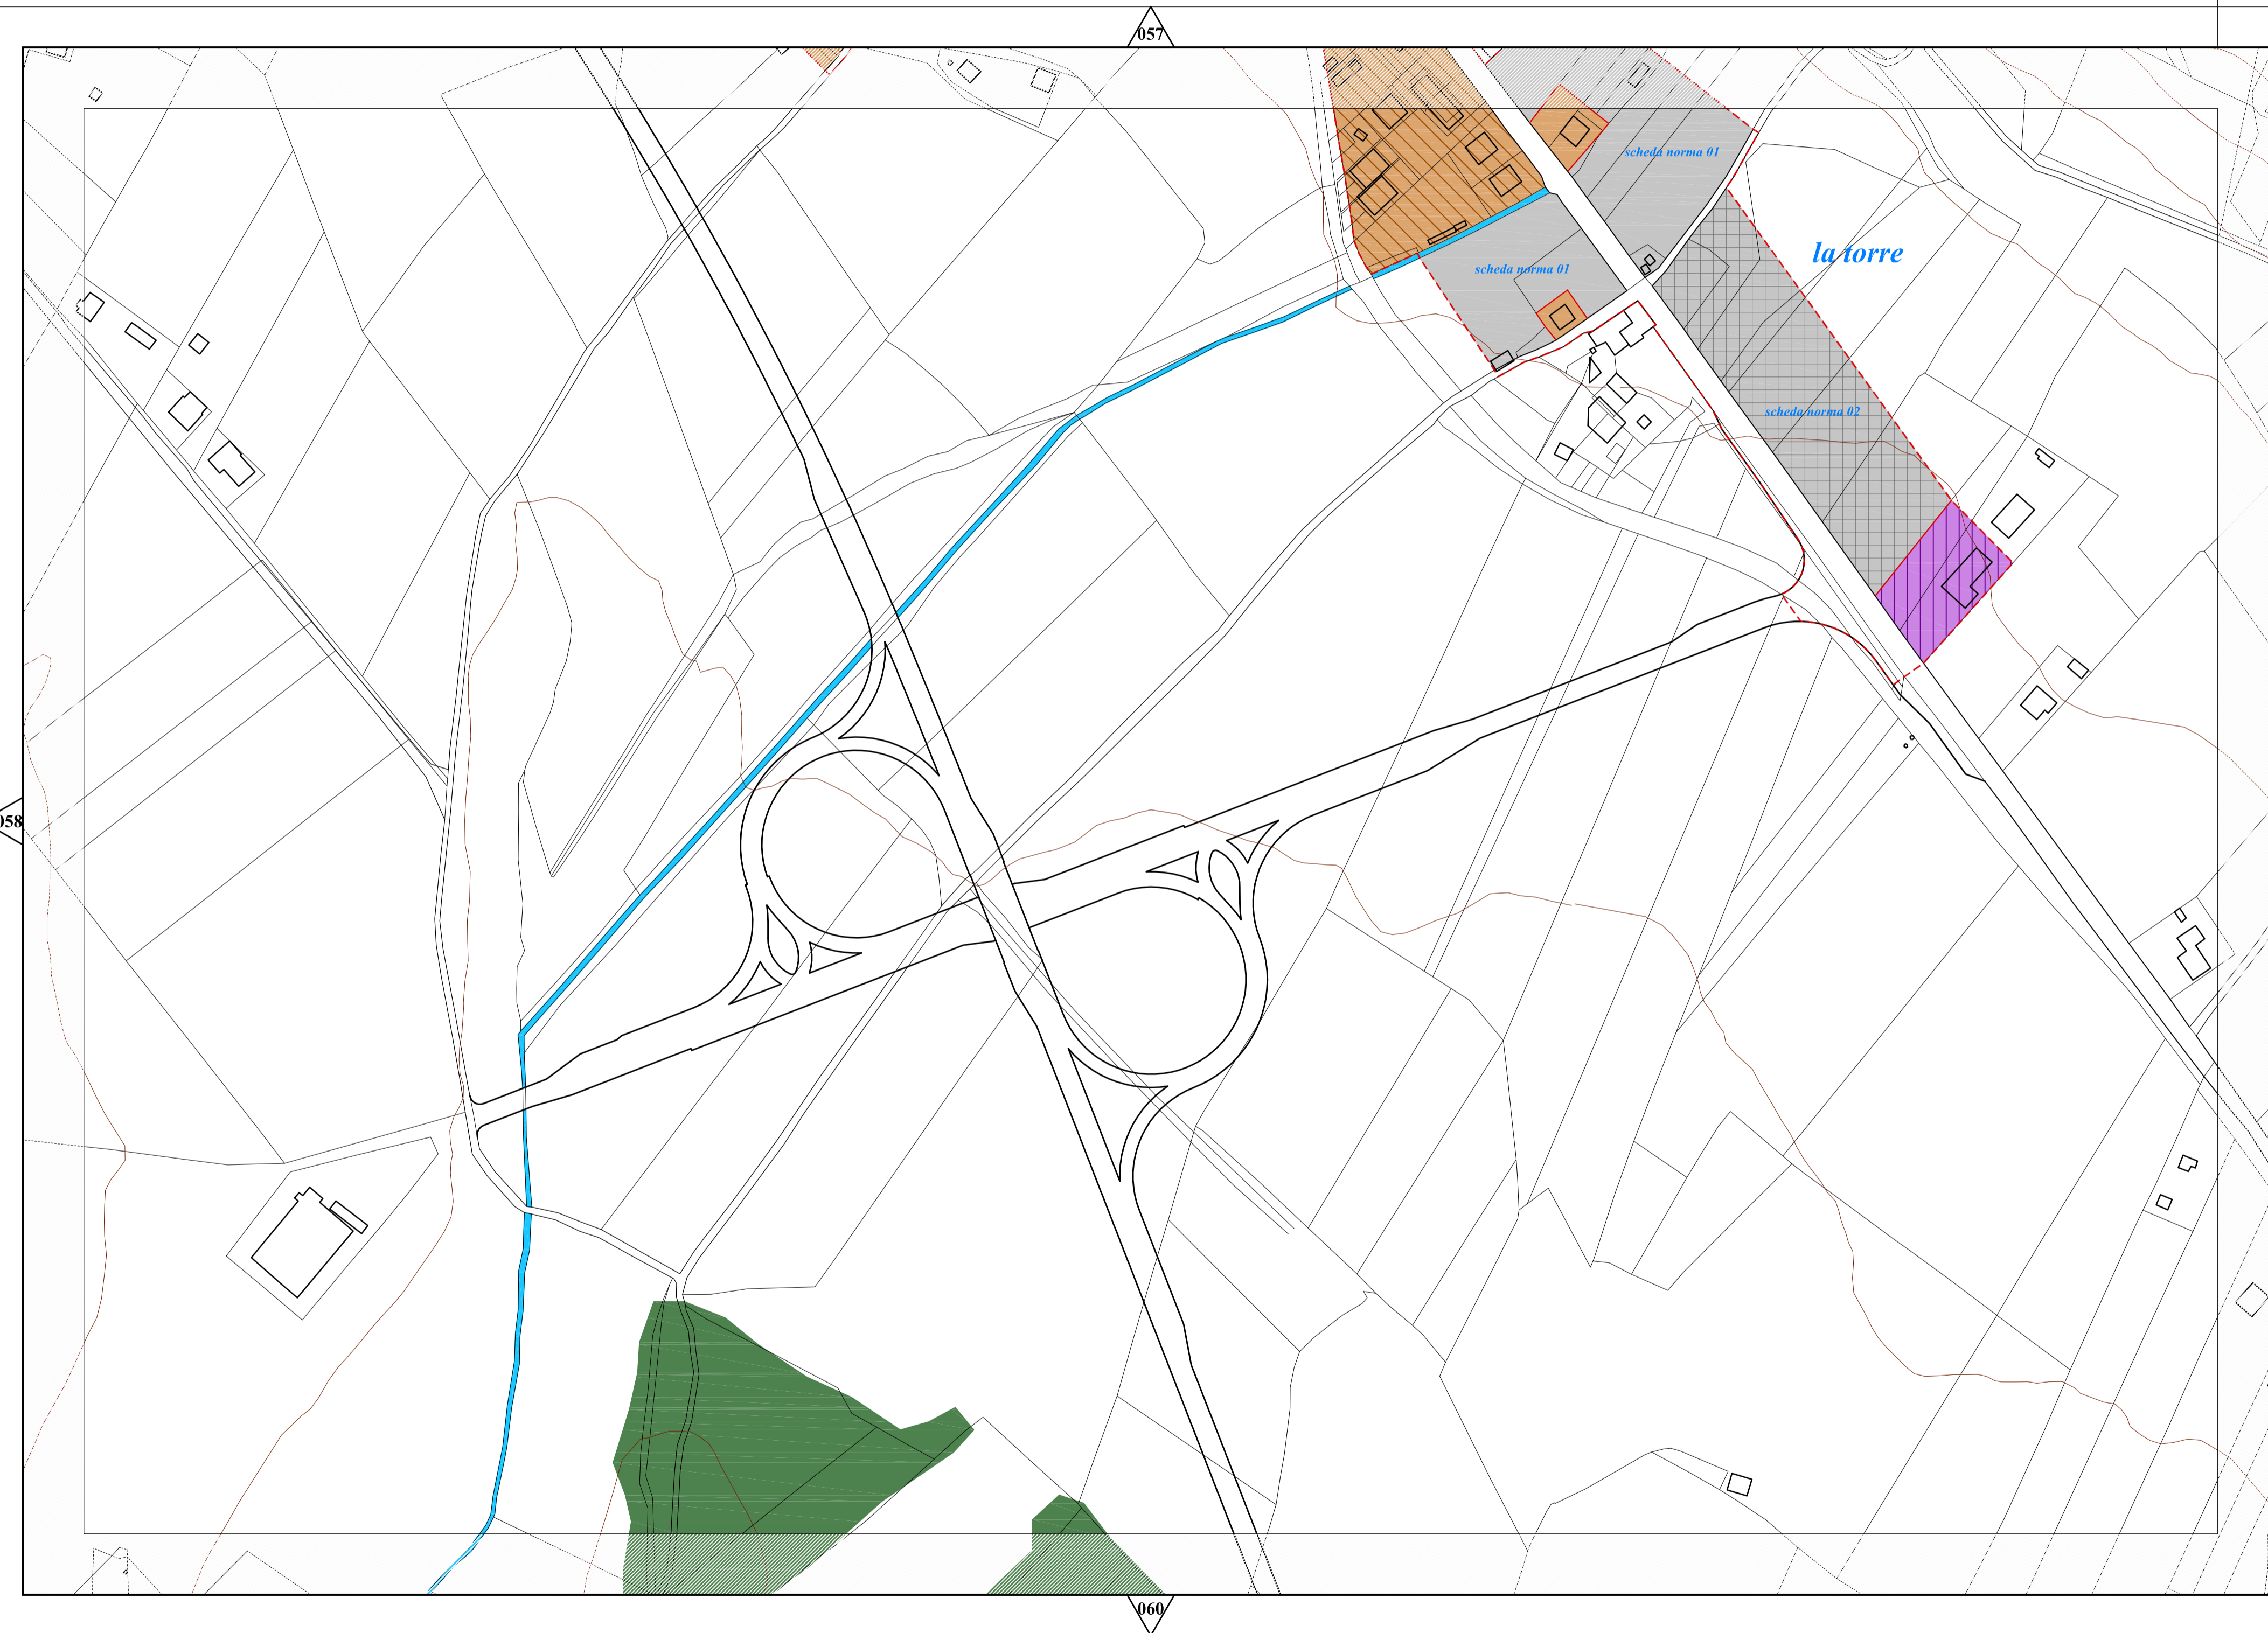 057
scheda norma 01
la torre
scheda norma 01
scheda norma 02
058
060